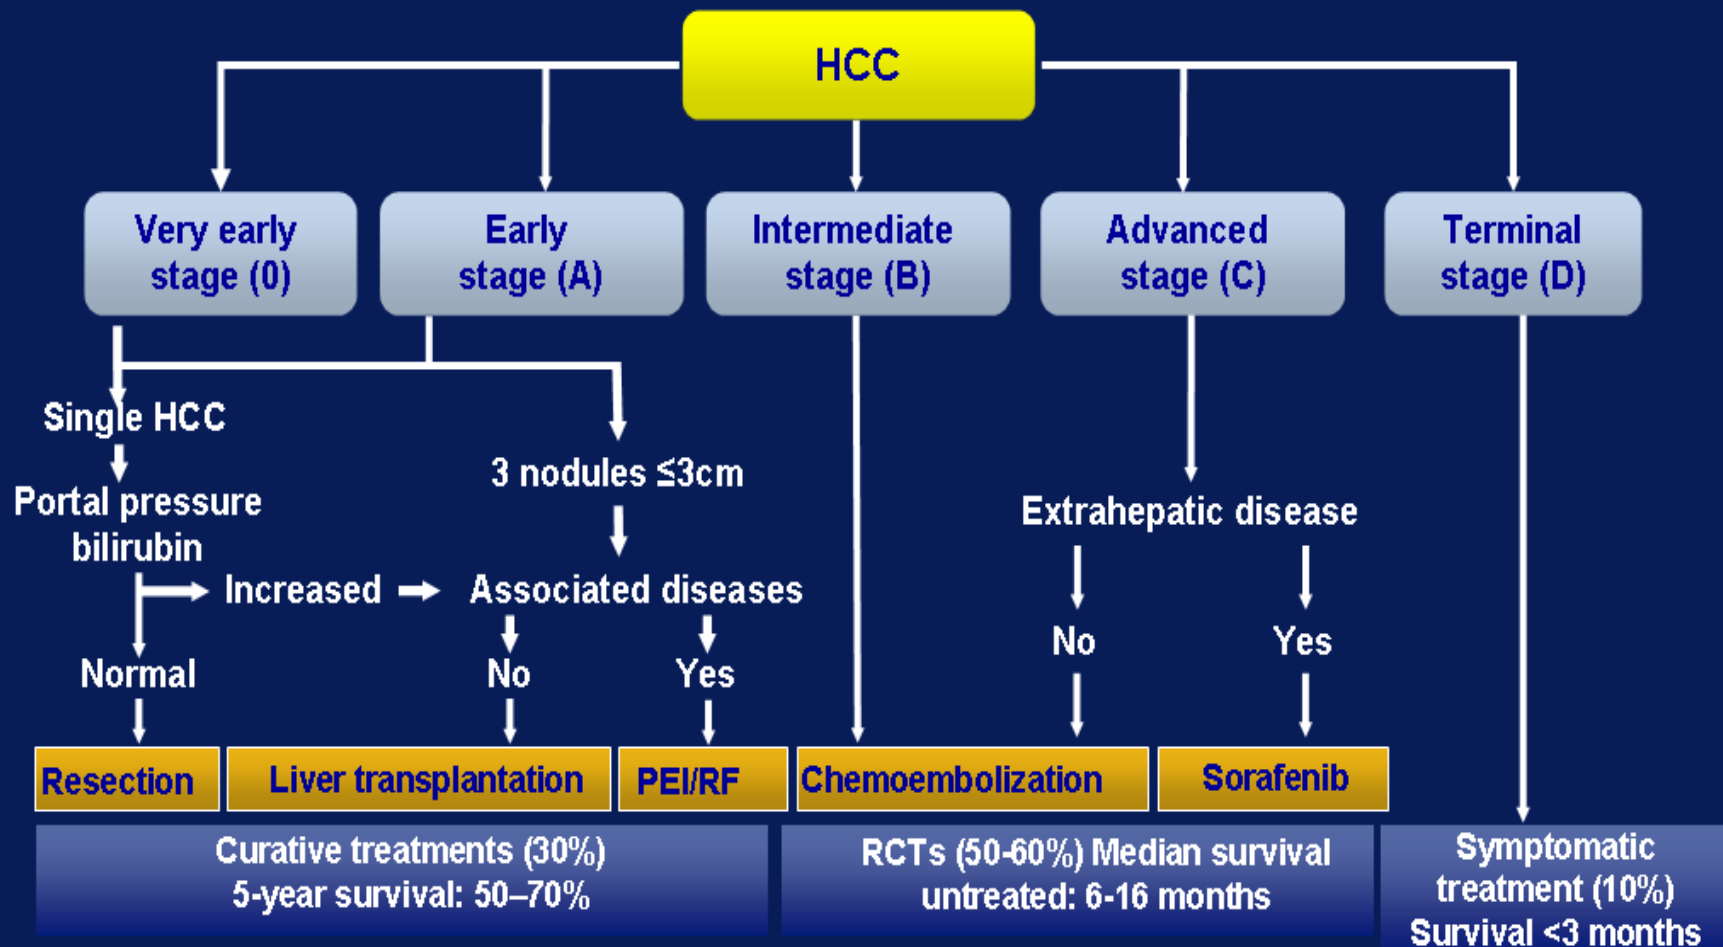 HCC
Very early
stage (0)
Early
stage (A)
Intermediate
stage (B)
Advanced
stage (C)
Terminal
stage (D)
Single HCC
Portal pressure
bilirubin
3 nodules ≤3cm
Extrahepatic disease
Increased
Associated diseases
Normal
No
Yes
No
Yes
Resection
Liver transplantation
PEI/RF
Chemoembolization
Sorafenib
Curative treatments (30%)
5-year survival: 50–70%
RCTs (50-60%) Median survival
untreated: 6-16 months
Symptomatic
treatment (10%)
Survival <3 months